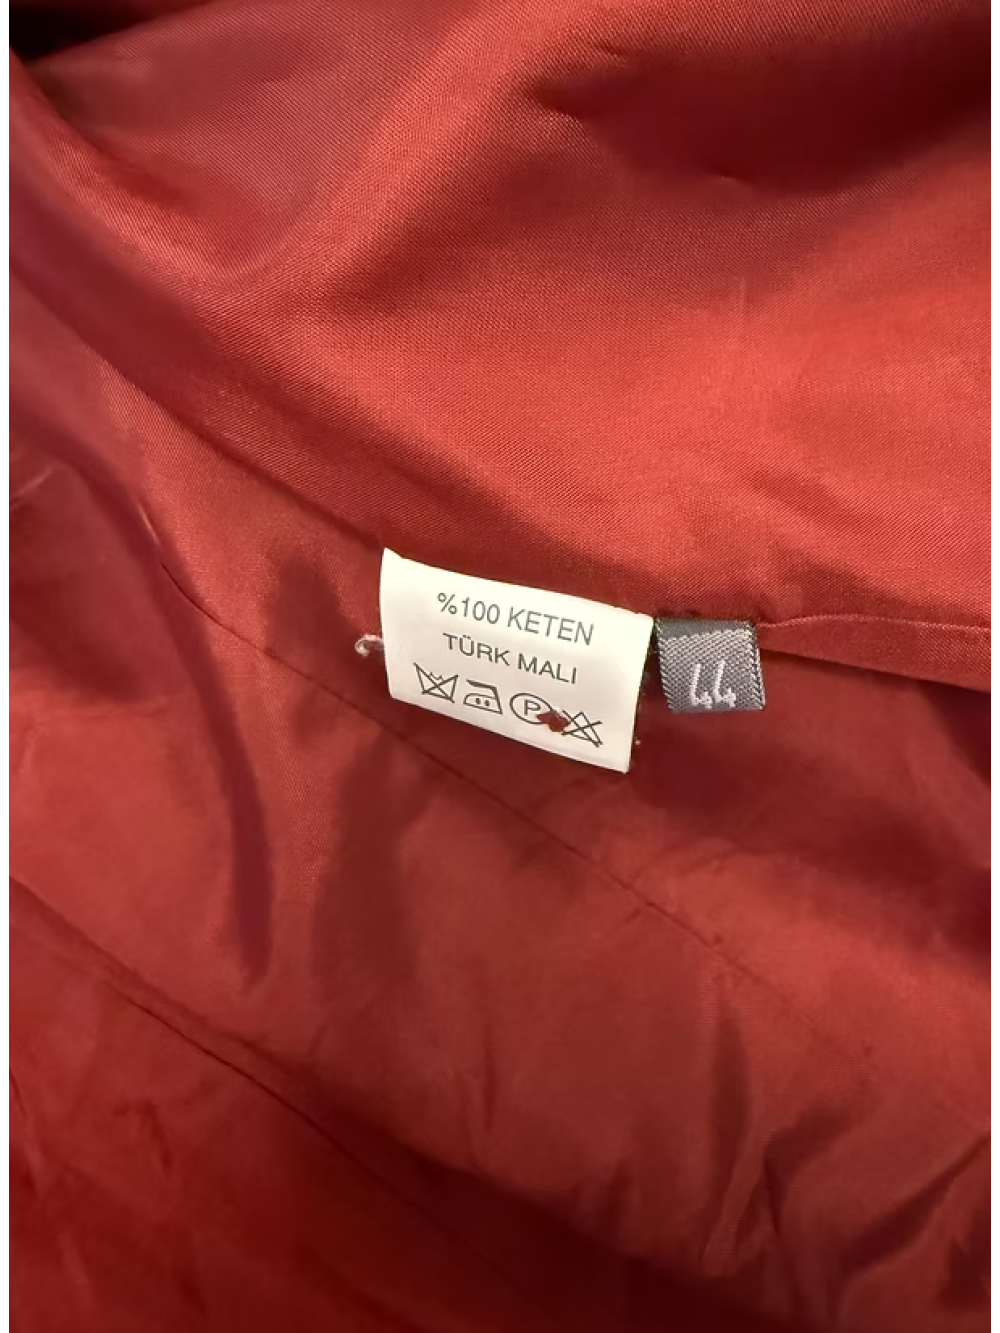 %100 KETEN
TÜRK MALI
P
44